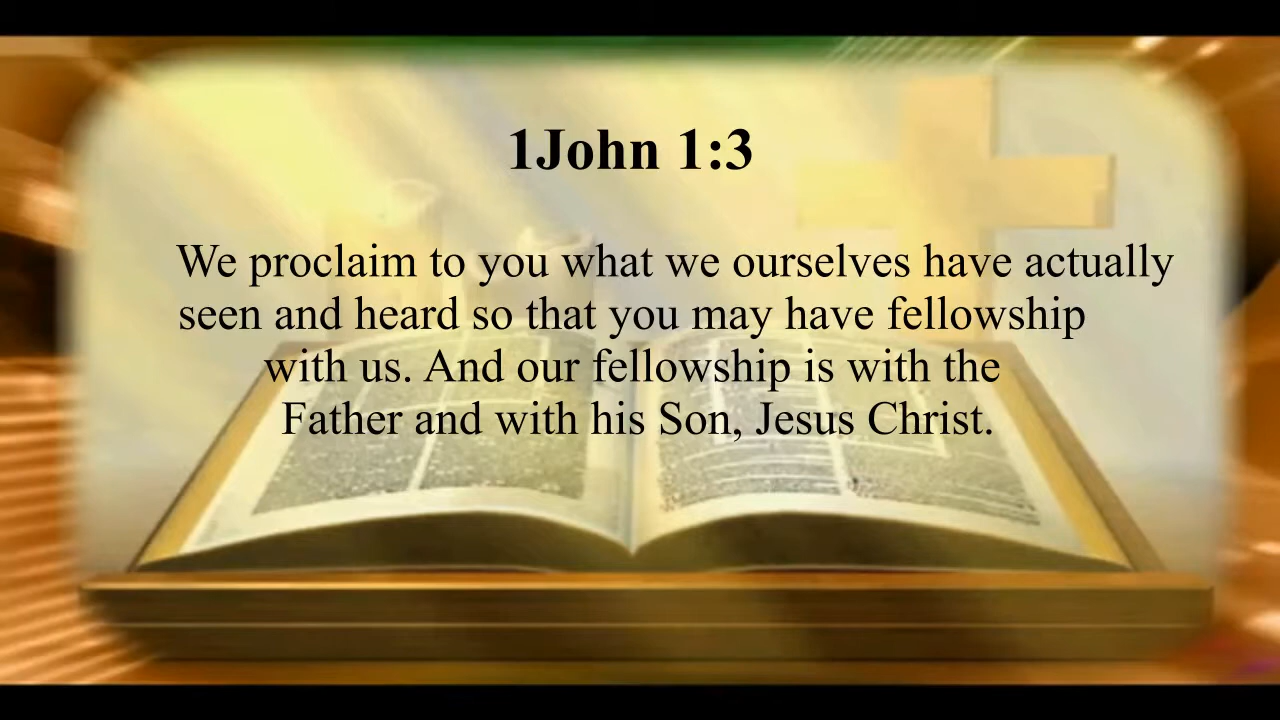 1John 1:3
We proclaim to you what we ourselves have actually
seen and heard so that you may have fellowship
with us. And our fellowship is with the
Father and with his Son, Jesus Christ.